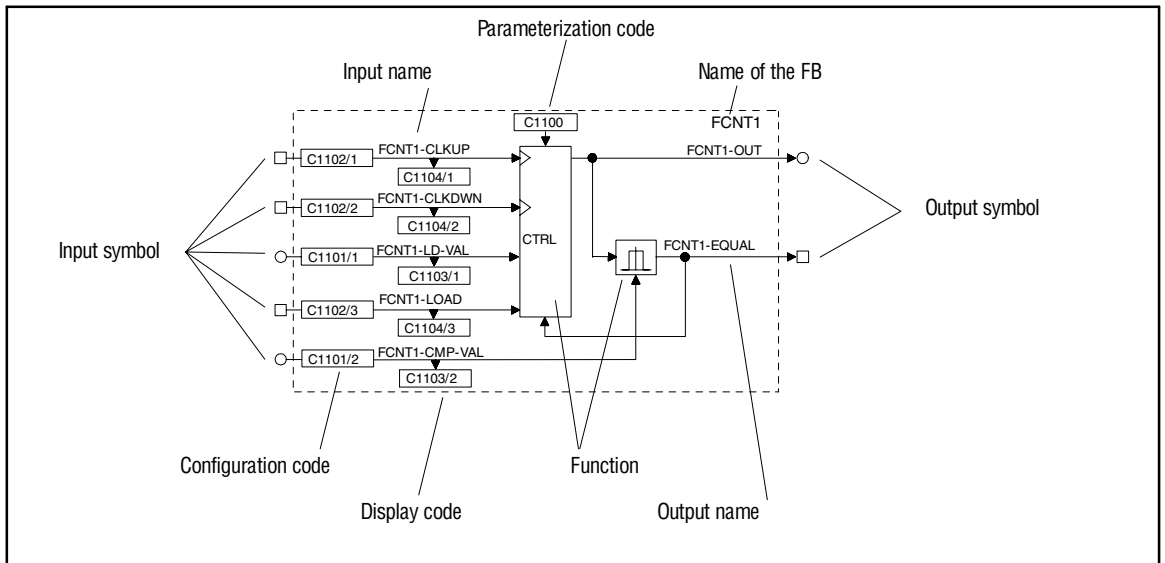 Parameterization code
Input name
Name of the FB
C1100
FCNT1
C1102/1
FCNT1-CLKUP
FCNT1-OUT
C1104/1
C1102/2
FCNT1-CLKDWN
Output symbol
C1104/2
CTRL
Input symbol
FCNT1-LD-VAL
FCNT1-EQUAL
C1101/1
C1103/1
FCNT1-LOAD
C1102/3
C1104/3
FCNT1-CMP-VAL
C1101/2
C1103/2
Configuration code
Function
Display code
Output name